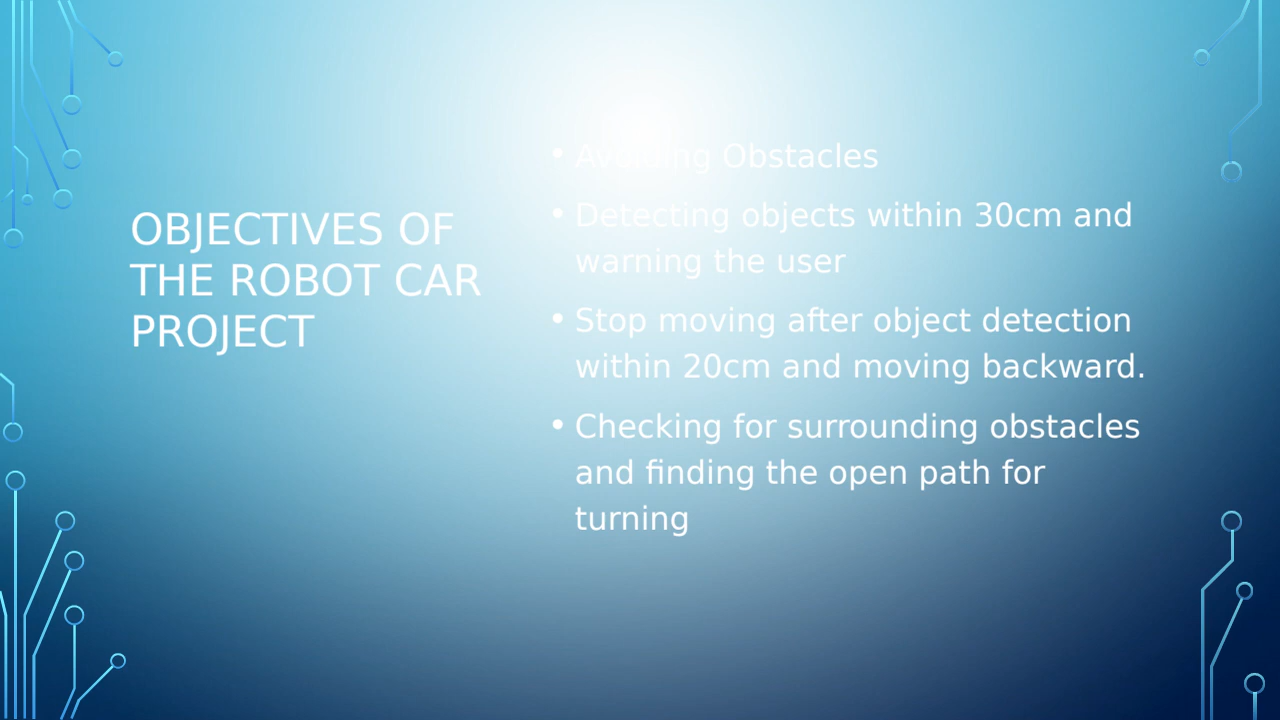 OBJECTIVES OF
THE ROBOT CAR
PROJECT
• Avoiding Obstacles
• Detecting objects within 30cm and
warning the user
• Stop moving after object detection
within 20cm and moving backward.
• Checking for surrounding obstacles
and finding the open path for
turning